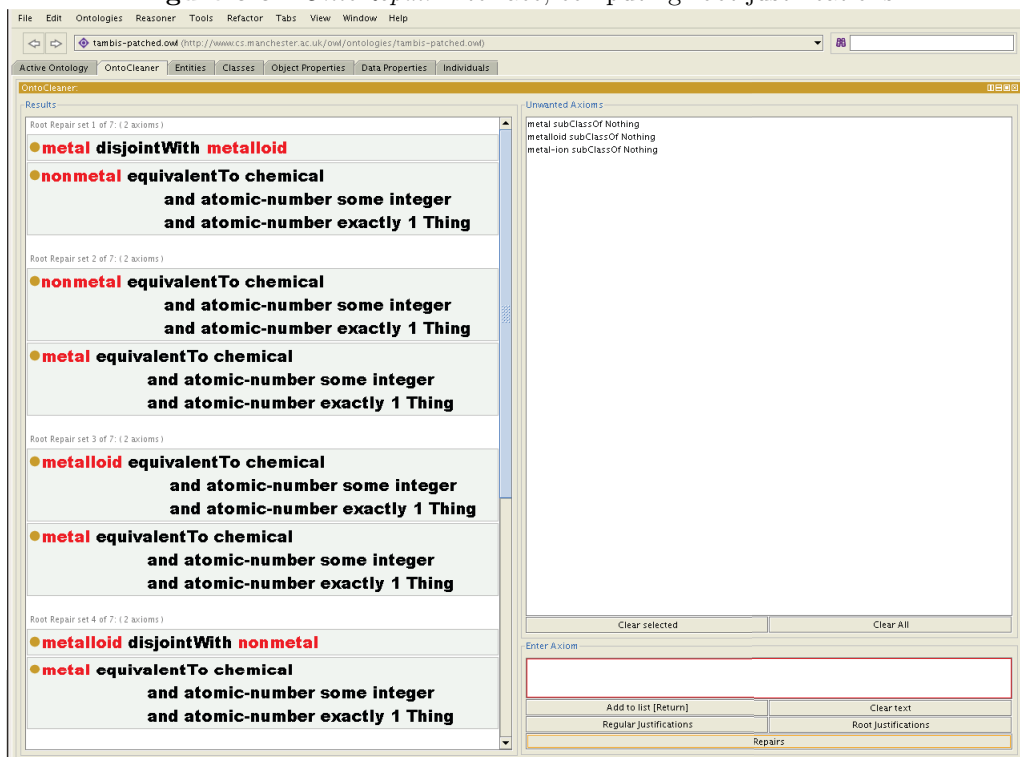 File Edit Ontologies Reasoner Tools Refactor Tabs View Window Help
tambis-patched.owl (http://www.cs.manchester.ac.uk/owl/ontologies/tambis-patched.owl)
Active Ontology OntoCleaner Entities Classes Object Properties Data Properties Individuals
OntoCleaner:
Results
Root Repair set 1 of 7: ( 2 axioms )
metal disjointWith metalloid
nonmetal equivalentTo chemical
and atomic-number some integer
and atomic-number exactly 1 Thing
Root Repair set 2 of 7: ( 2 axioms )
nonmetal equivalentTo chemical
and atomic-number some integer
and atomic-number exactly 1 Thing
metal equivalentTo chemical
and atomic-number some integer
and atomic-number exactly 1 Thing
Root Repair set 3 of 7: ( 2 axioms )
metalloid equivalentTo chemical
and atomic-number some integer
and atomic-number exactly 1 Thing
metal equivalentTo chemical
and atomic-number some integer
and atomic-number exactly 1 Thing
Root Repair set 4 of 7: ( 2 axioms )
metalloid disjointWith nonmetal
metal equivalentTo chemical
and atomic-number some integer
and atomic-number exactly 1 Thing
Unwanted Axioms
metal subClassOf Nothing
metalloid subClassOf Nothing
metal-ion subClassOf Nothing
Clear selected Clear All
Enter Axiom
Add to list [Return] Clear text
Regular Justifications Root Justifications
Repairs